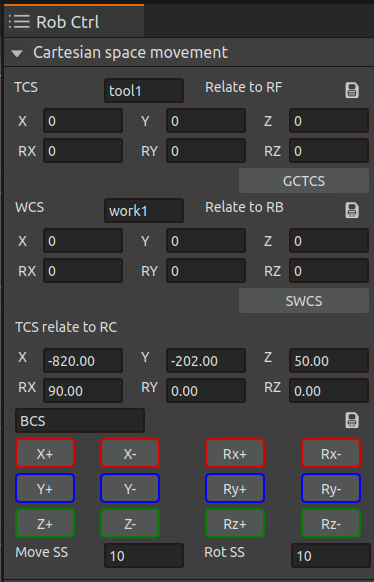 Rob Ctrl
Cartesian space movement
TCS tool1 Relate to RF
X 0 Y 0 Z 0
RX 0 RY 0 RZ 0
GCTCS
WCS work1 Relate to RB
X 0 Y 0 Z 0
RX 0 RY 0 RZ 0
SWCS
TCS relate to RC
X -820.00 Y -202.00 Z 50.00
RX 90.00 RY 0.00 RZ 0.00
BCS
X+ X- Rx+ Rx-
Y+ Y- Ry+ Ry-
Z+ Z- Rz+ Rz-
Move SS 10 Rot SS 10